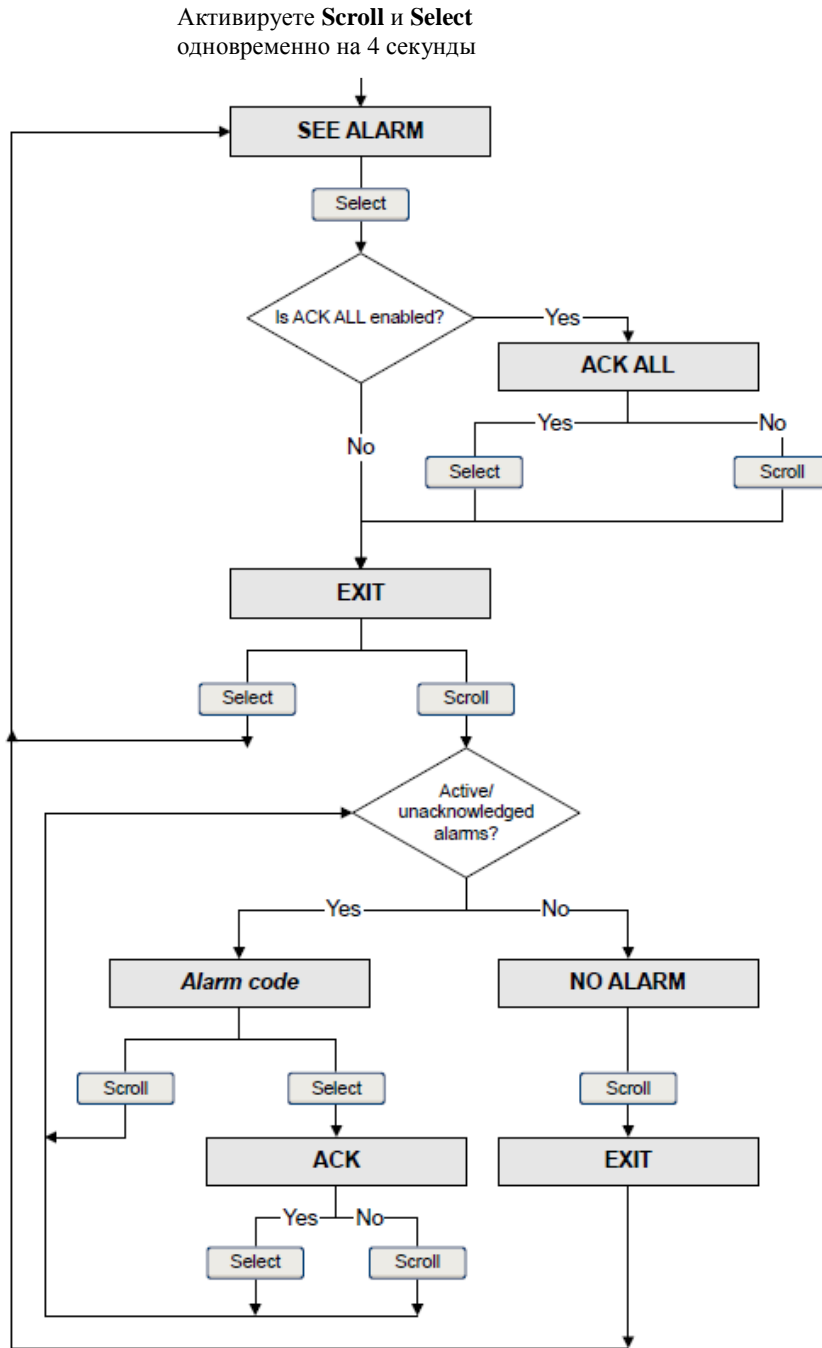 Активируете Scroll и Select
одновременно на 4 секунды
SEE ALARM
Select
Is ACK ALL enabled?
Yes
ACK ALL
Yes
No
No
Select
Scroll
EXIT
Select
Scroll
Active/
unacknowledged
alarms?
Yes
No
Alarm code
NO ALARM
Scroll
Select
Scroll
ACK
EXIT
Yes
No
Select
Scroll